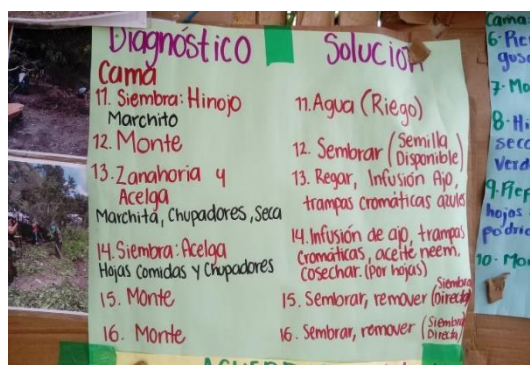 Diagnóstico
Cama
11. Siembra: Hinojo
Marchito
12. Monte
13. Zanahoria y
Acelga
Marchita, Chupadores, Seca
14. Siembra: Acelga
Hojas Comidas y Chupadores
15. Monte
16. Monte
Solución
11. Agua (Riego)
12. Sembrar (Semilla
Disponible)
13. Regar, Infusión Ajo,
trampas cromáticas azules
14. Infusión de ajo, trampas
cromáticas, aceite neem.
cosechar. (Por hojas)
15. Sembrar, remover (Siembra
Directa)
16. Sembrar, remover (Siembra
Directa)
Cama
6.
7.
8.
9.
hojas
10.